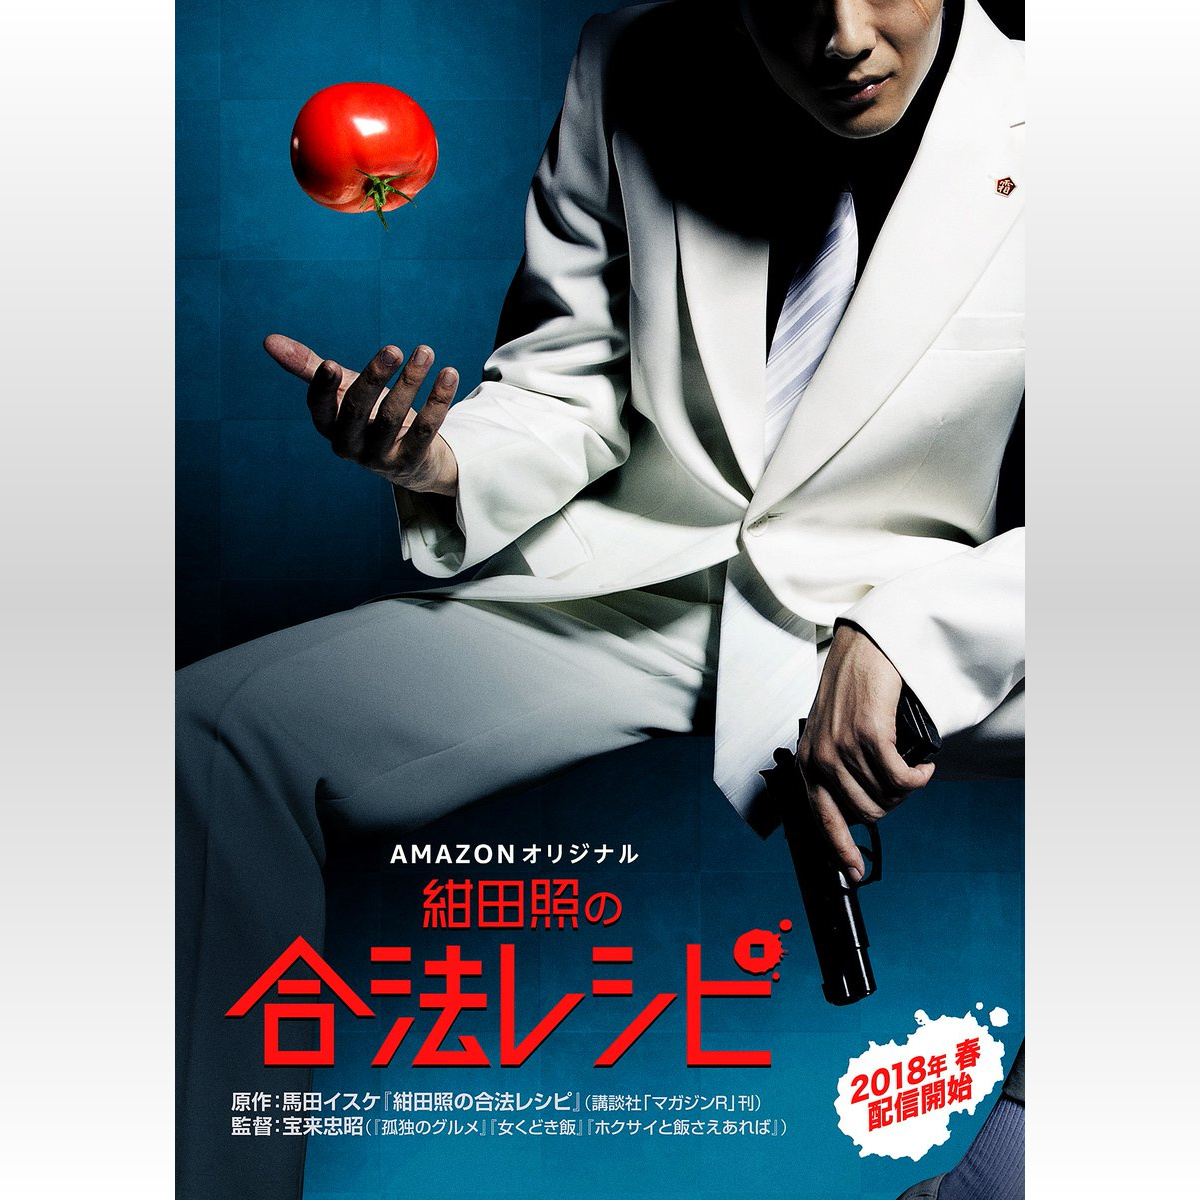 AMAZONオリジナル
紺田照の
合法レシピ
原作：馬田イスケ『紺田照の合法レシピ』（講談社「マガジンR」刊）
監督：宝来忠昭（『孤独のグルメ』『女くどき飯』『ホクサイと飯さえあれば』）
2018年 春
配信開始